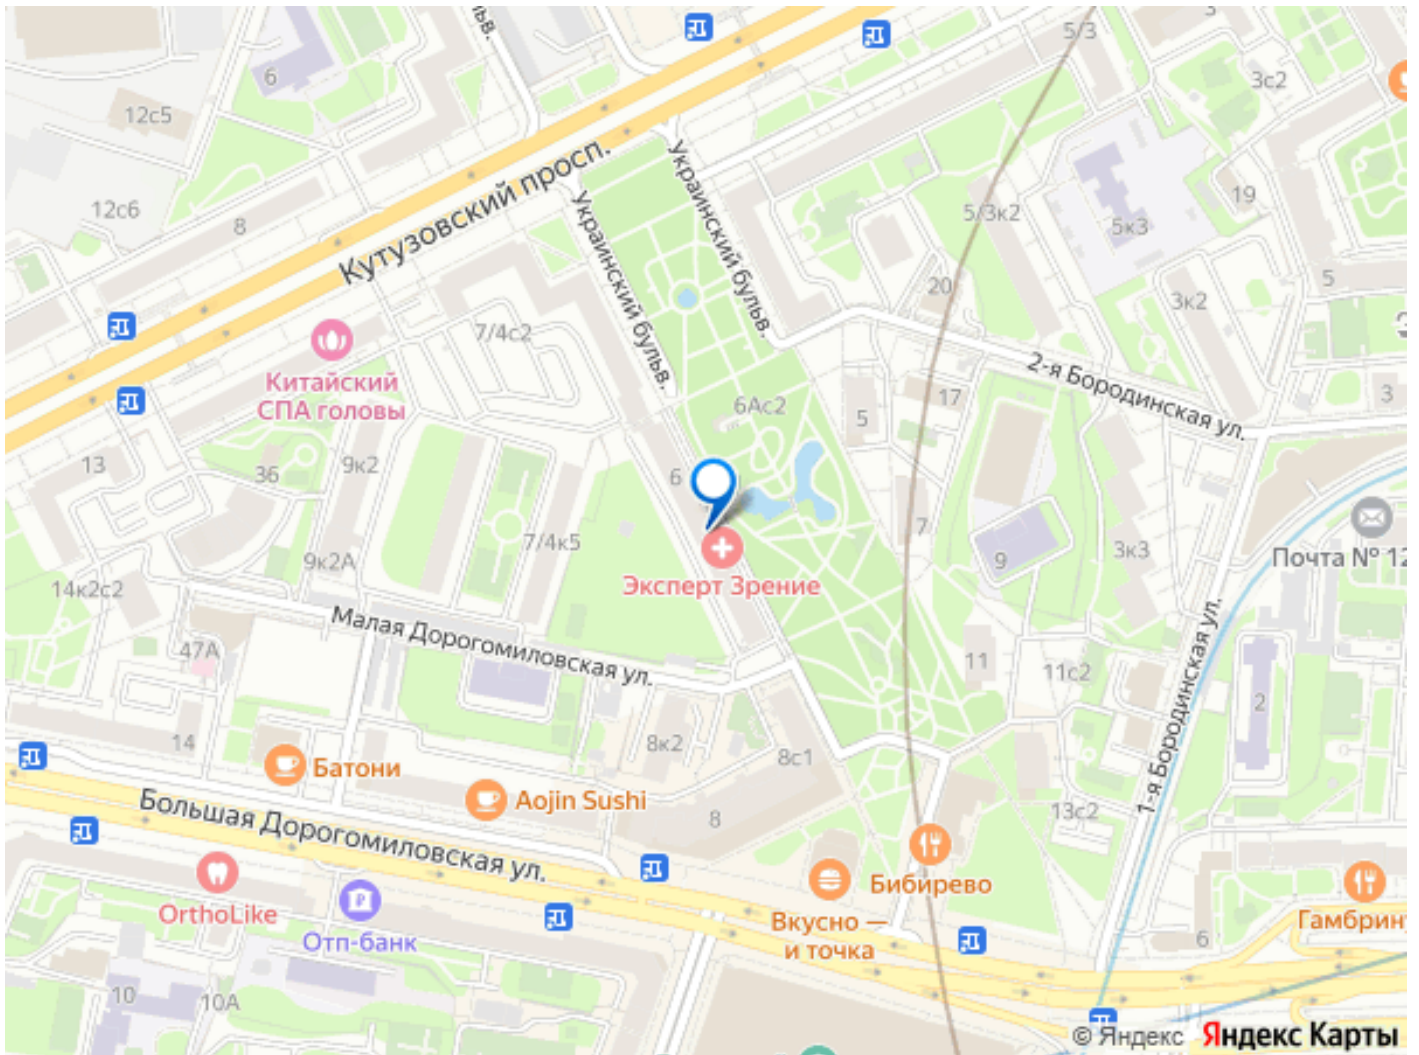 5/3
3
6
3с2
12с5
12с6
8
Кутузовский просп.
Украинский бульв.
Украинский бульв.
19
5/3к2
5к3
20
5
3к2
7/4с2
Китайский
СПА головы
2-я Бородинская ул.
17
3
6Ас2
5
13
36
9к2
6
7/4к5
7
9
3к3
Почта № 12
9к2А
14к2с2
Эксперт Зрение
Малая Дорогомиловская ул.
47А
11
11с2
1-я Бородинская ул.
2
14
8к2
8с1
Батони
Aojin Sushi
8
13с2
Большая Дорогомиловская ул.
Бибирево
OrthoLike
Отп-банк
Вкусно —
и точка
6
Гамбрину
10
10А
© Яндекс Яндекс Карты